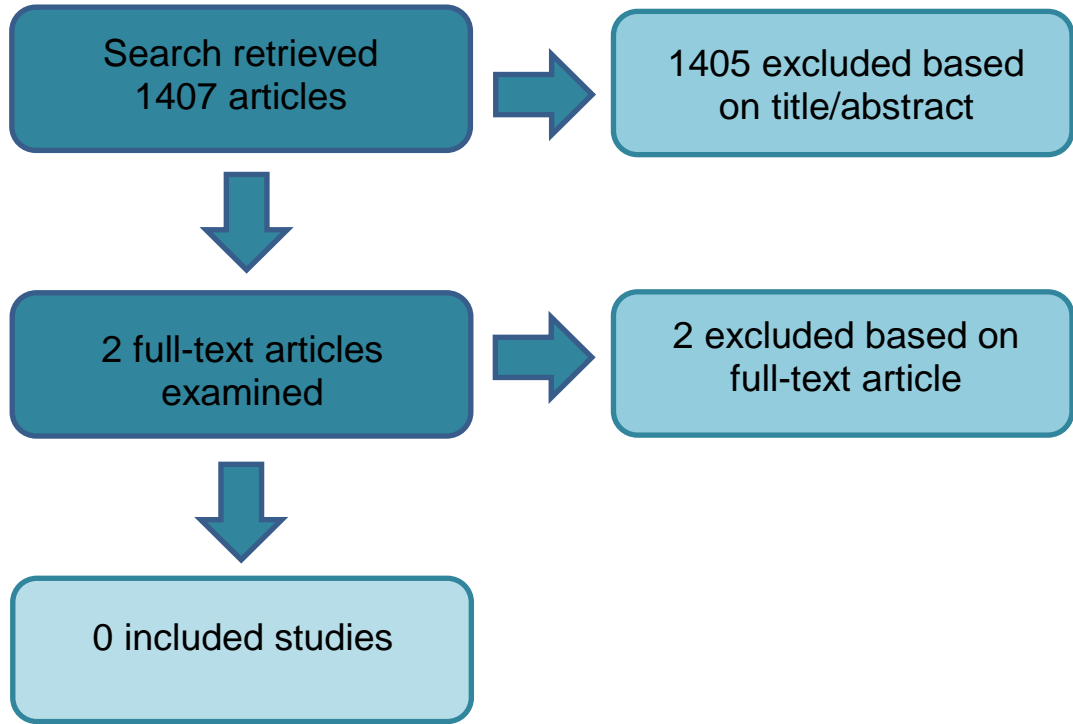 Search retrieved
1407 articles
1405 excluded based
on title/abstract
2 full-text articles
examined
2 excluded based on
full-text article
0 included studies